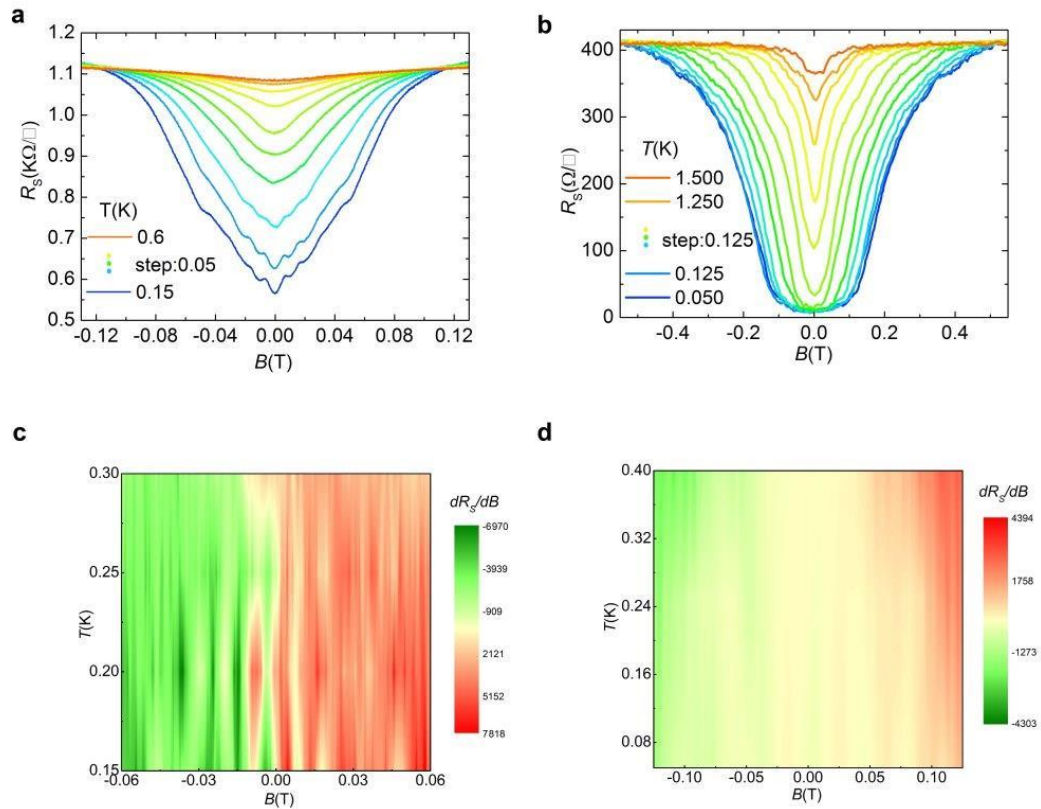 a
1.2
1.1
1.0
0.9
0.8
0.7
0.6
0.5
R_S(KΩ/□)
T(K)
0.6
step:0.05
0.15
-0.12 -0.08 -0.04 0.00 0.04 0.08 0.12
B(T)
b
400
300
200
100
0
R_S(Ω/□)
T(K)
1.500
1.250
step:0.125
0.125
0.050
-0.4 -0.2 0.0 0.2 0.4
B(T)
c
0.30
0.25
0.20
0.15
T(K)
-0.06 -0.03 0.00 0.03 0.06
B(T)
dR_S/dB
-6970
-3939
-909
2121
5152
7818
d
0.40
0.32
0.24
0.16
0.08
T(K)
-0.10 -0.05 0.00 0.05 0.10
B(T)
dR_S/dB
4394
1758
-1273
-4303